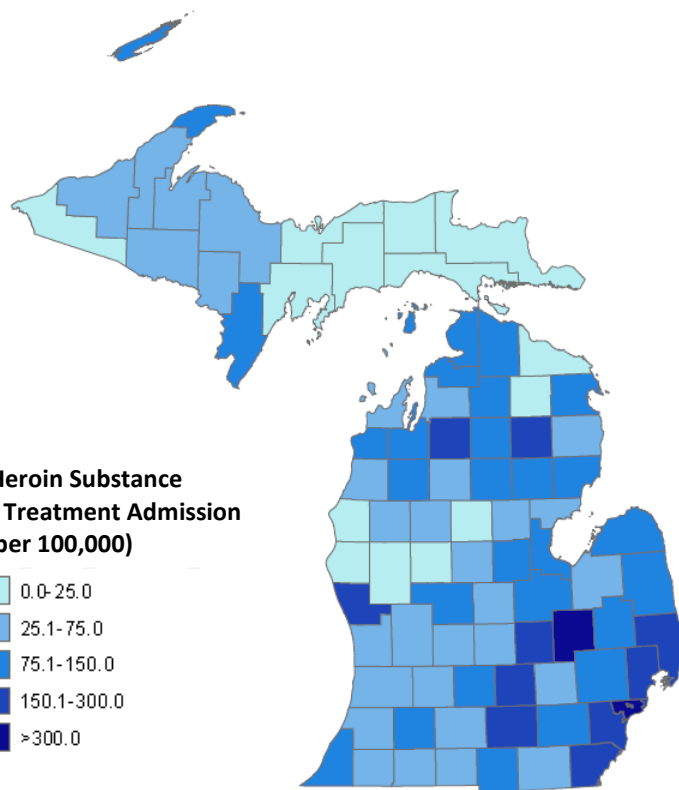 Heroin Substance
Treatment Admission
per 100,000)
0.0-25.0
25.1-75.0
75.1-150.0
150.1-300.0
>300.0